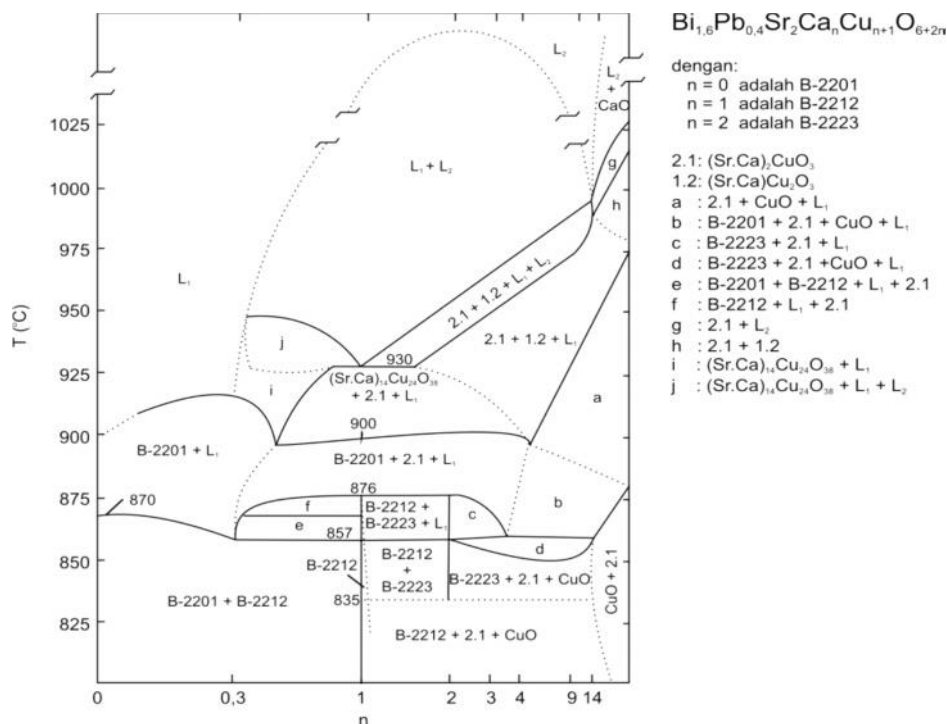 L₂
L₂
+
CaO
1025
1000
975
950
925
900
875
850
825
T (°C)
g
h
L₁ + L₂
L₁
2.1 + 1.2 + L₁ + L₂
2.1 + 1.2 + L₁
j
930
(Sr.Ca)₁₄Cu₂₄O₃₈
+ 2.1 + L₁
i
a
900
B-2201 + L₁
B-2201 + 2.1 + L₁
870
876
b
f
B-2212 +
B-2223 + L₁
c
e
857
d
B-2212
B-2212
+
B-2223
B-2223 + 2.1 + CuO
CuO + 2.1
B-2201 + B-2212
835
B-2212 + 2.1 + CuO
0
0,3
1
2
3
4
9
14
n
Bi₁,₆Pb₀,₄Sr₂CaₙCuₙ₊₁O₆₊₂ₙ
dengan:
n = 0 adalah B-2201
n = 1 adalah B-2212
n = 2 adalah B-2223
2.1: (Sr.Ca)₂CuO₃
1.2: (Sr.Ca)Cu₂O₃
a : 2.1 + CuO + L₁
b : B-2201 + 2.1 + CuO + L₁
c : B-2223 + 2.1 + L₁
d : B-2223 + 2.1 +CuO + L₁
e : B-2201 + B-2212 + L₁ + 2.1
f : B-2212 + L₁ + 2.1
g : 2.1 + L₂
h : 2.1 + 1.2
i : (Sr.Ca)₁₄Cu₂₄O₃₈ + L₁
j : (Sr.Ca)₁₄Cu₂₄O₃₈ + L₁ + L₂